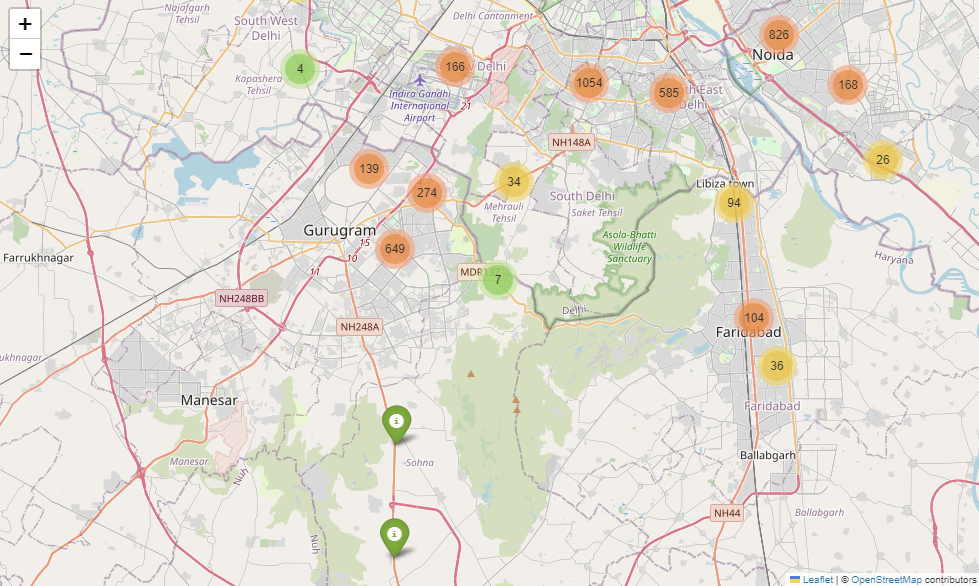 +
−
Najafgarh
Tehsil
South West
Delhi
Delhi Cantonment
826
Noida
4
166
Delhi
1054
585
168
Kapashera
Tehsil
Indira Gandhi
International
Airport
21
East
Delhi
NH148A
26
139
274
34
Mehrauli
Tehsil
South Delhi
Saket Tehsil
Libiza town
94
Gurugram
15
10
649
11
Asola-Bhatti
Wildlife
Sanctuary
Farrukhnagar
Haryana
MDR
7
NH248BB
NH248A
Delhi
104
Faridabad
ukhnagar
36
Manesar
Faridabad
i
Manesar
Sohna
Nuh
Ballabgarh
NH44
Ballabgarh
i
Nuh
Leaflet | © OpenStreetMap contributors